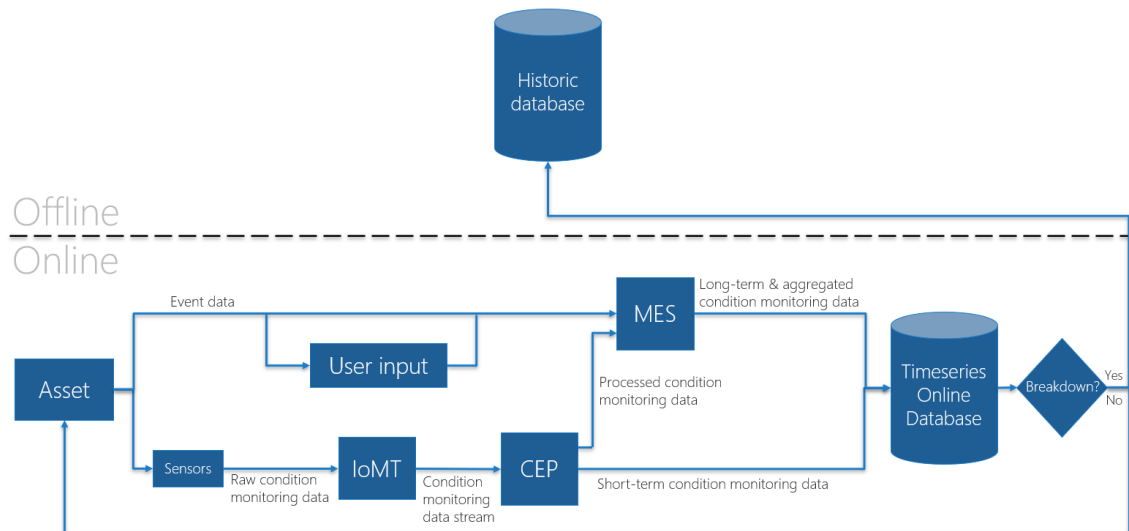 Historic
database
Offline
Online
Event data
MES
Long-term & aggregated
condition monitoring data
User input
Asset
Processed condition
monitoring data
Timeseries
Online
Database
Breakdown?
Yes
No
Sensors
IoMT
CEP
Raw condition
monitoring data
Condition
monitoring
data stream
Short-term condition monitoring data